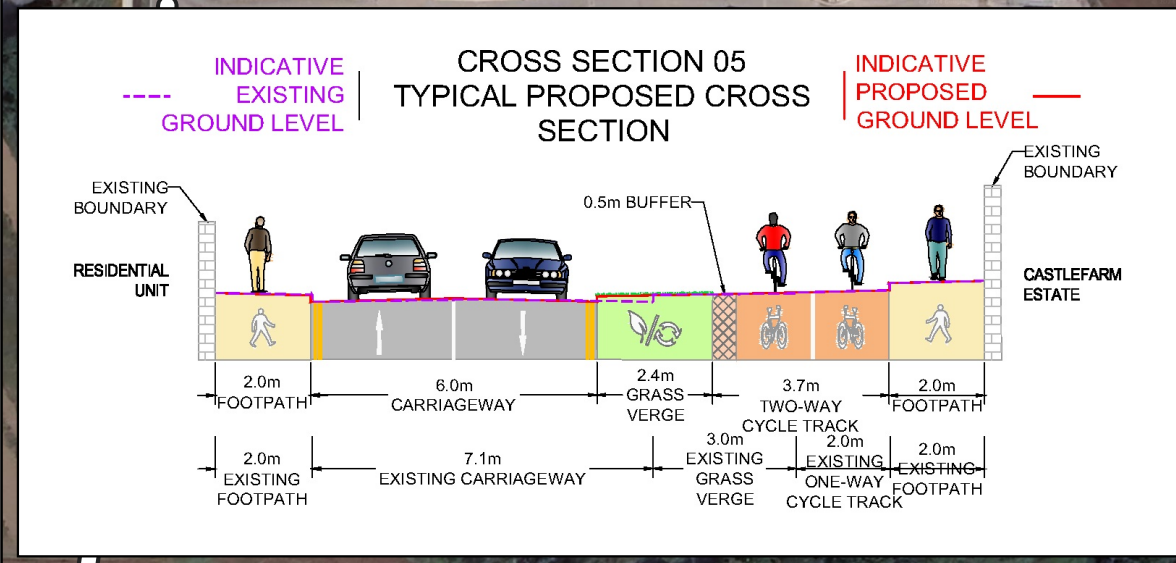 INDICATIVE
EXISTING
GROUND LEVEL
CROSS SECTION 05
TYPICAL PROPOSED CROSS
SECTION
INDICATIVE
PROPOSED
GROUND LEVEL
EXISTING
BOUNDARY
0.5m BUFFER
EXISTING
BOUNDARY
RESIDENTIAL
UNIT
CASTLEFARM
ESTATE
2.0m
FOOTPATH
6.0m
CARRIAGEWAY
2.4m
GRASS
VERGE
3.7m
TWO-WAY
CYCLE TRACK
2.0m
FOOTPATH
2.0m
EXISTING
FOOTPATH
7.1m
EXISTING CARRIAGEWAY
3.0m
EXISTING
GRASS
VERGE
2.0m
EXISTING
ONE-WAY
CYCLE TRACK
2.0m
EXISTING
FOOTPATH